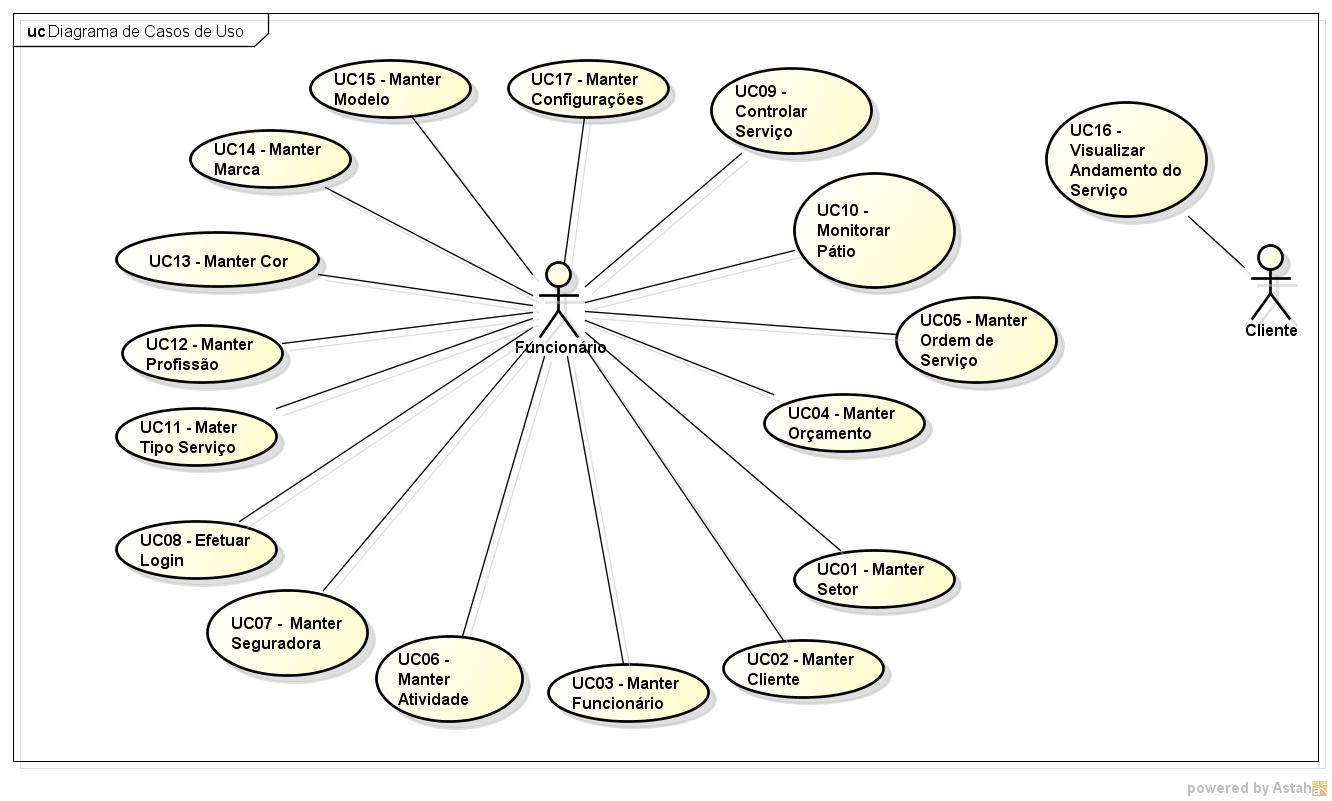 uc Diagrama de Casos de Uso
UC15 - Manter
Modelo
UC17 - Manter
Configurações
UC09 -
Controlar
Serviço
UC16 -
Visualizar
Andamento do
Serviço
UC14 - Manter
Marca
UC10 -
Monitorar
Pátio
UC13 - Manter Cor
Funcionário
Cliente
UC12 - Manter
Profissão
UC05 - Manter
Ordem de
Serviço
UC11 - Mater
Tipo Serviço
UC04 - Manter
Orçamento
UC08 - Efetuar
Login
UC01 - Manter
Setor
UC07 - Manter
Seguradora
UC06 -
Manter
Atividade
UC03 - Manter
Funcionário
UC02 - Manter
Cliente
powered by Astah